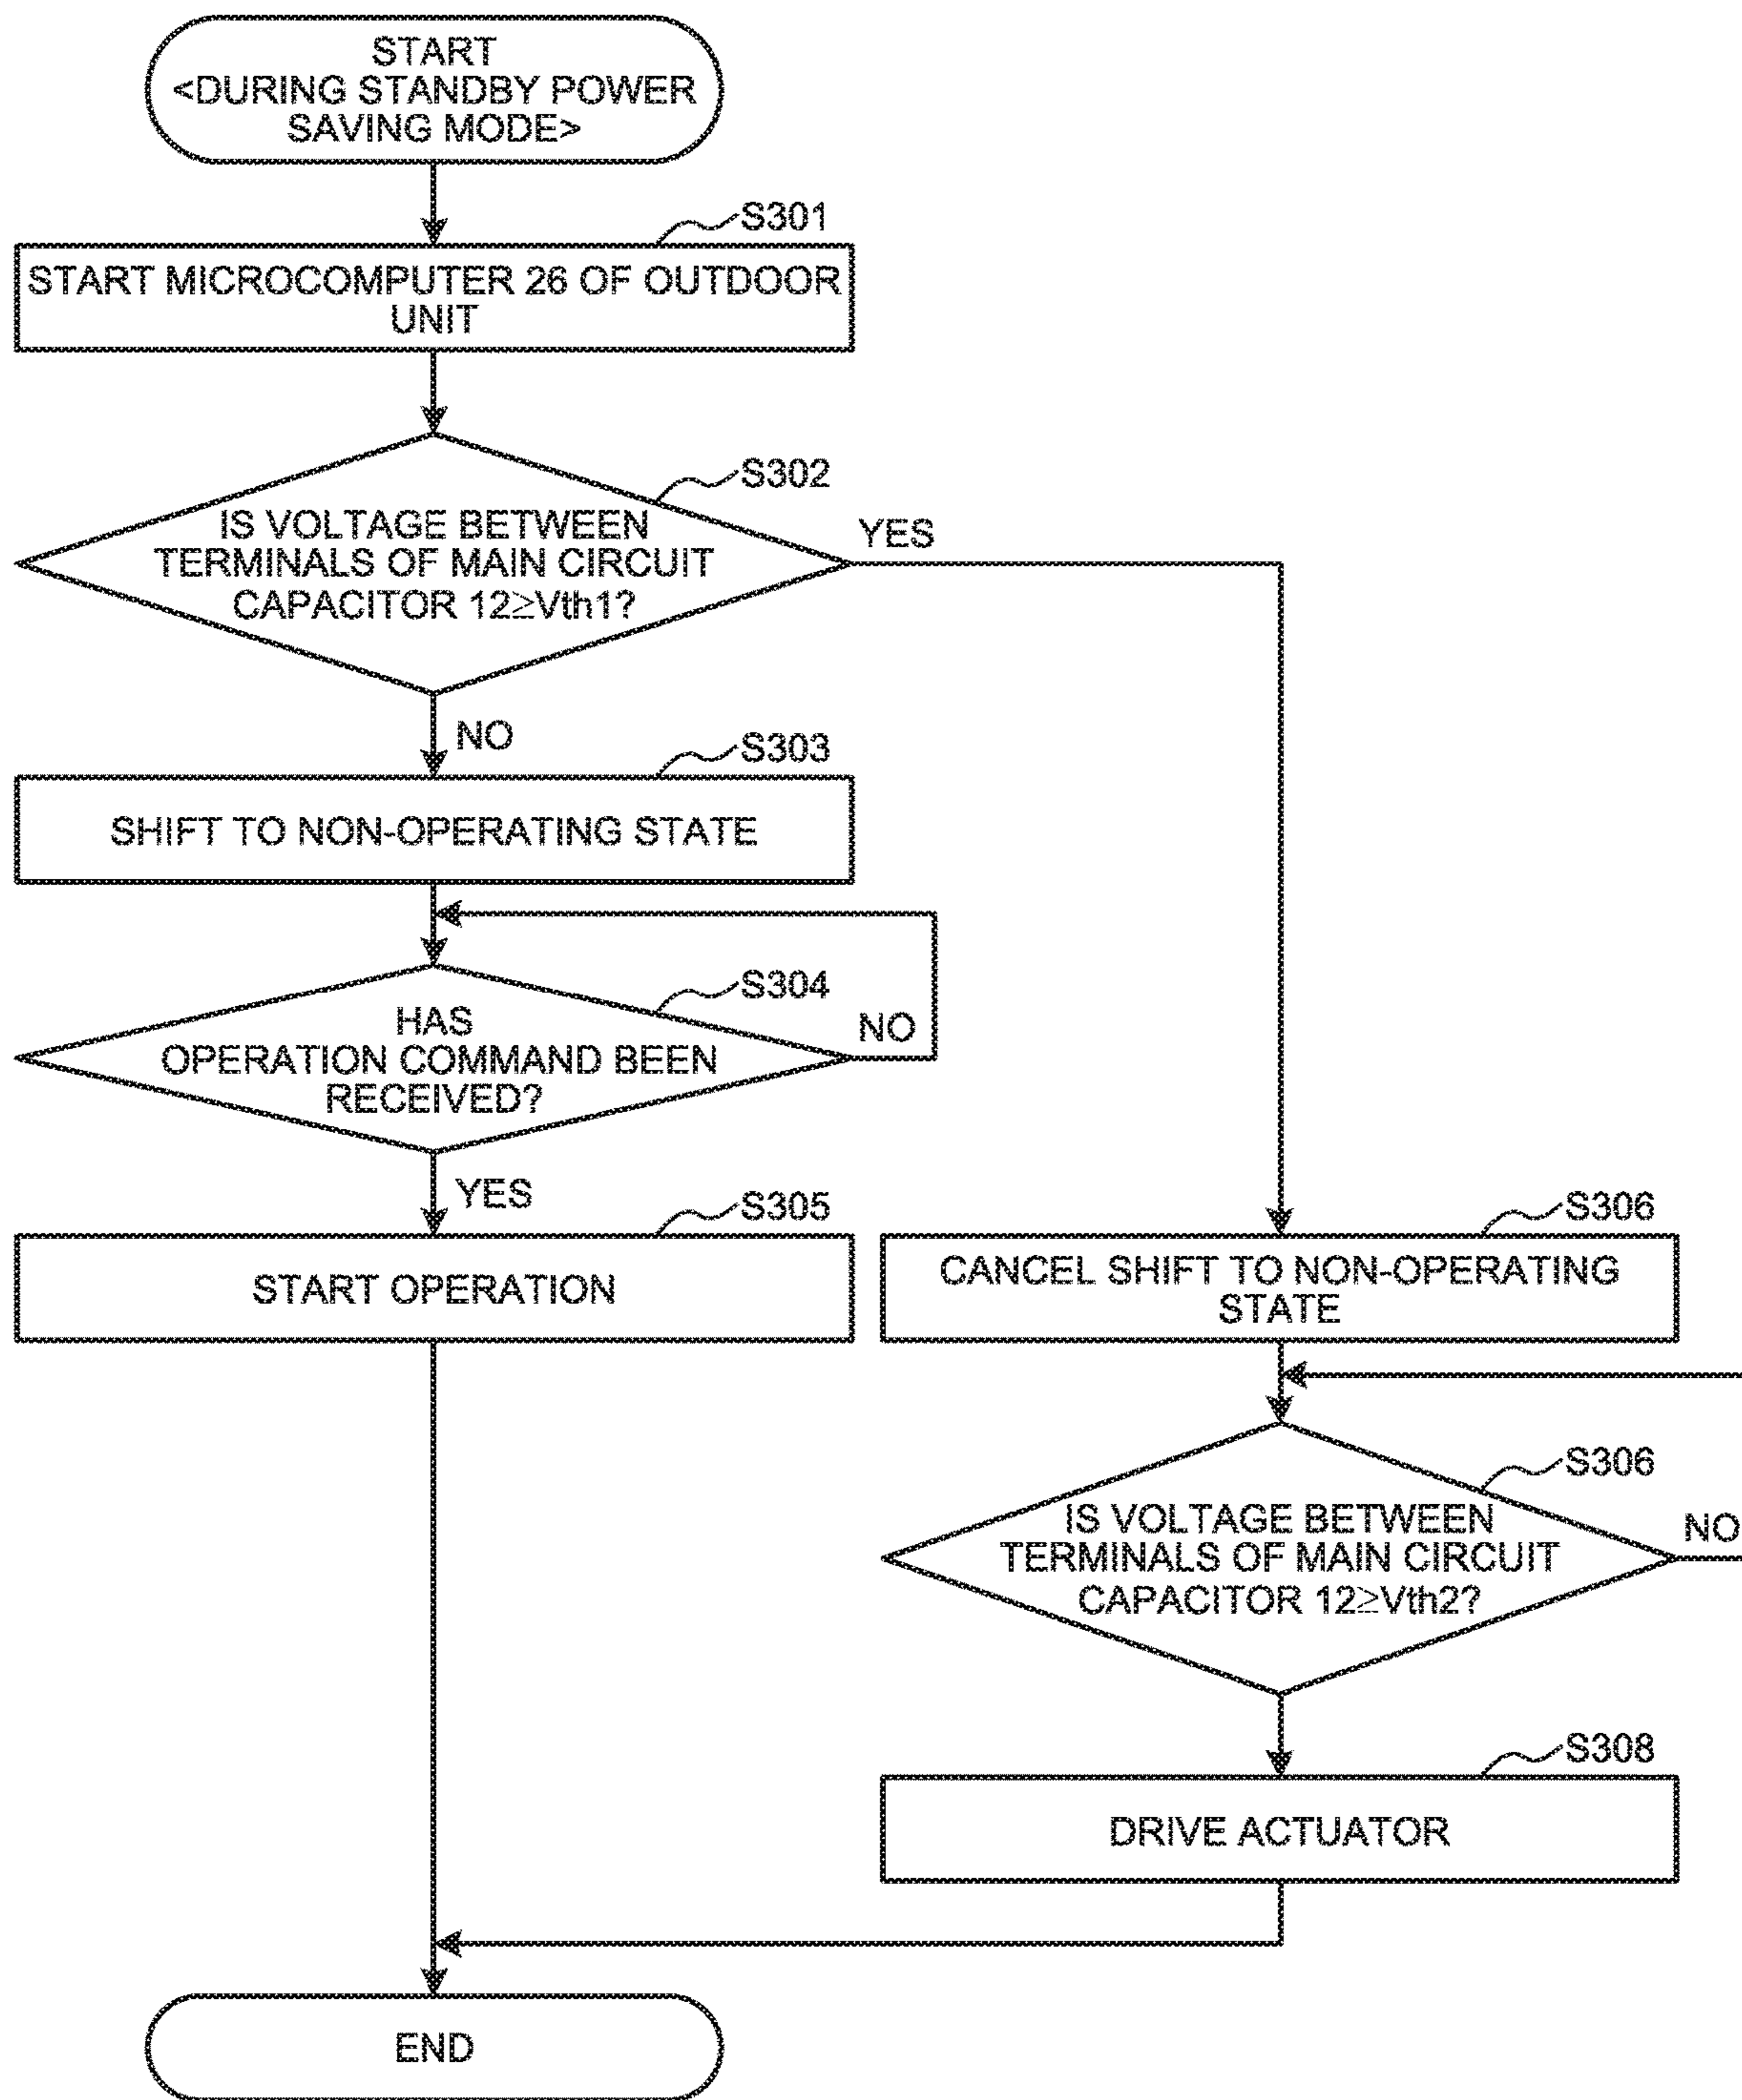 START
<DURING STANDBY POWER
SAVING MODE>
S301
START MICROCOMPUTER 26 OF OUTDOOR
UNIT
S302
IS VOLTAGE BETWEEN
TERMINALS OF MAIN CIRCUIT
CAPACITOR 12≧Vth1?
YES
NO
S303
SHIFT TO NON-OPERATING STATE
S304
HAS
OPERATION COMMAND BEEN
RECEIVED?
NO
YES
S305
START OPERATION
S306
CANCEL SHIFT TO NON-OPERATING
STATE
S306
IS VOLTAGE BETWEEN
TERMINALS OF MAIN CIRCUIT
CAPACITOR 12≧Vth2?
NO
S308
DRIVE ACTUATOR
END